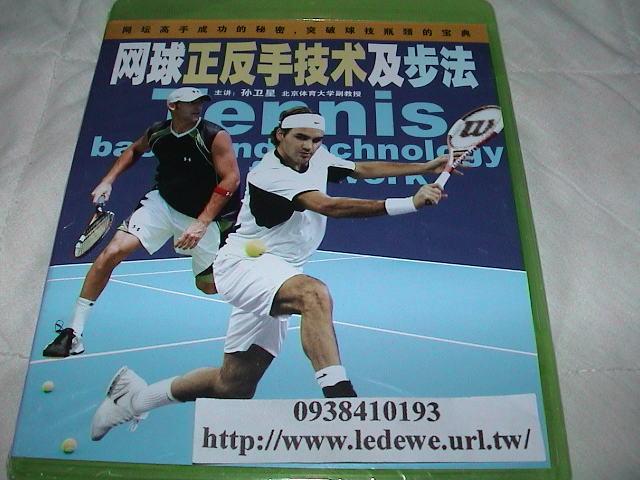 网坛高手成功的秘密，突破球技瓶颈的宝典
网球正反手技术及步法
主讲：孙卫星 北京体育大学副教授
Tennis
technology
W
0938410193
http://www.ledewe.url.tw/